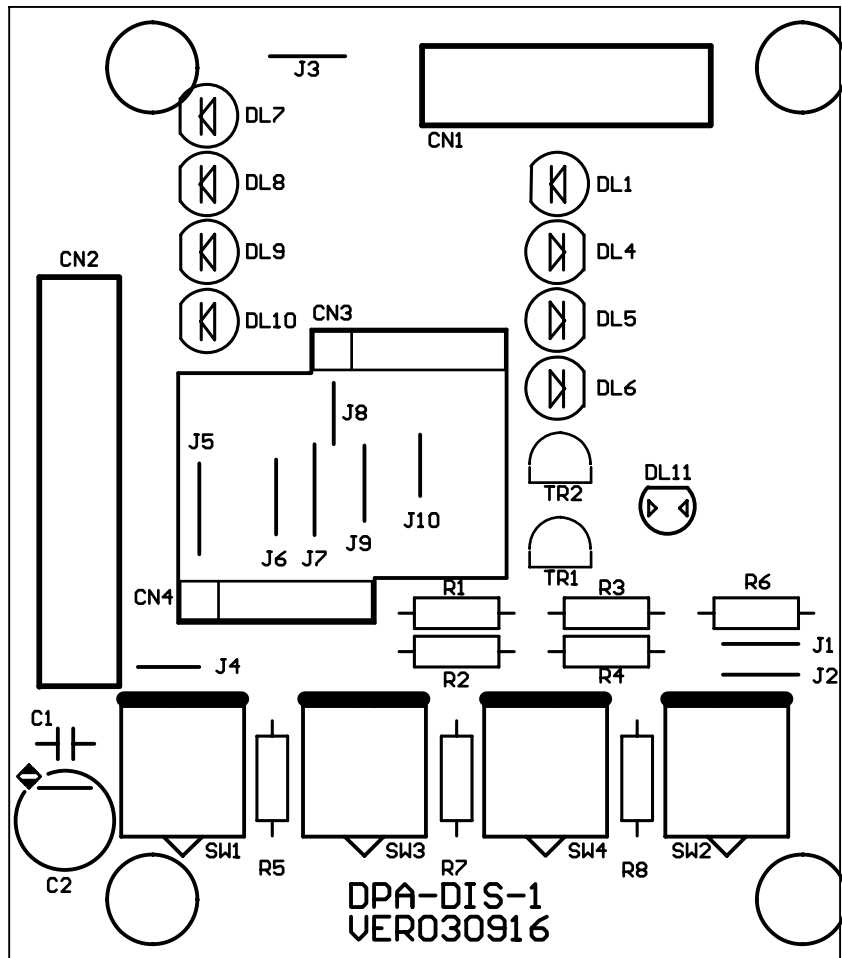 J3
DL7
CN1
DL8
DL1
DL9
DL4
CN2
CN3
DL10
DL5
DL6
J8
J5
DL11
TR2
J10
J9
J6
J7
TR1
R1
R3
R6
CN4
J1
J4
R2
R4
J2
C1
SW1
SW3
SW4
SW2
R5
R7
R8
C2
DPA-DIS-1
VER030916